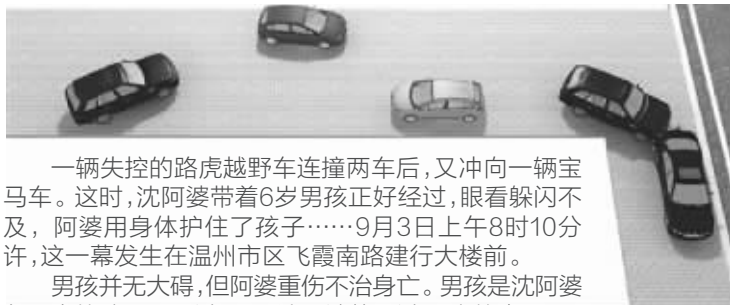 一辆失控的路虎越野车连撞两车后，又冲向一辆宝
马车。这时，沈阿婆带着6岁男孩正好经过，眼看躲闪不
及，阿婆用身体护住了孩子……9月3日上午8时10分
许，这一幕发生在温州市区飞霞南路建行大楼前。
男孩并无大碍，但阿婆重伤不治身亡。男孩是沈阿婆